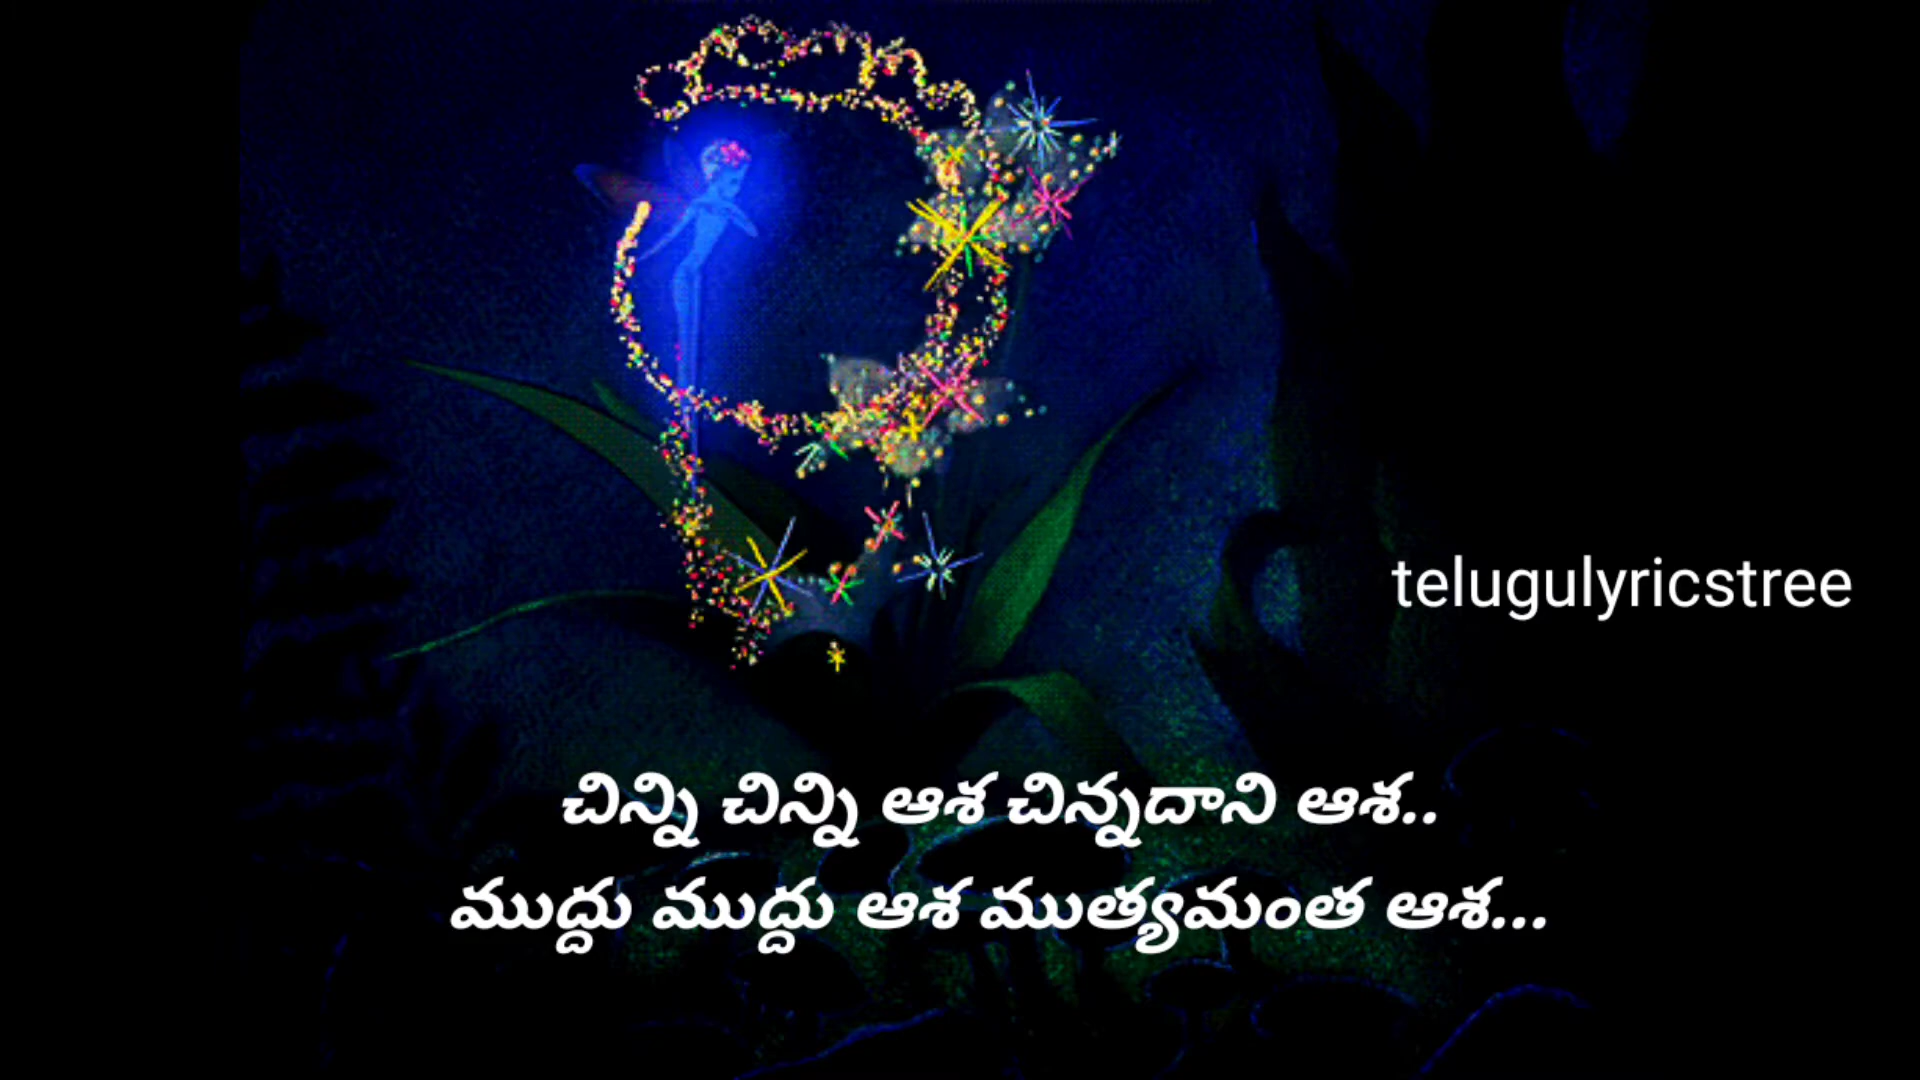 telugulyricstree
చిన్ని చిన్ని ఆశ చిన్నదాని ఆశ..
ముద్దు ముద్దు ఆశ ముత్యమంత ఆశ...